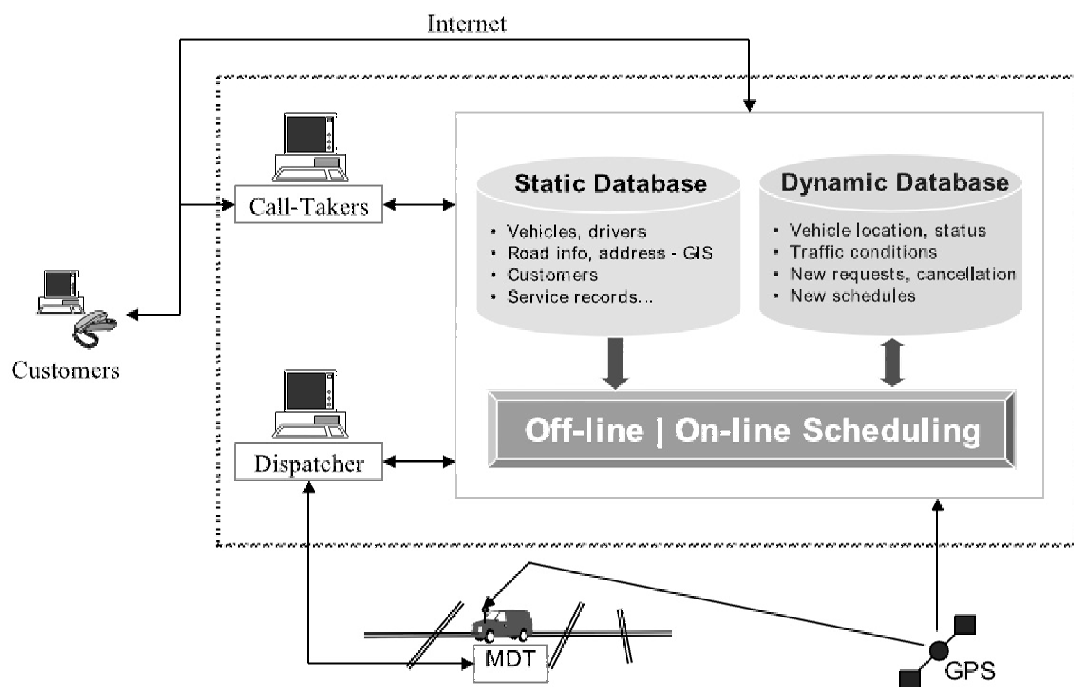 Internet
Static Database
• Vehicles, drivers
• Road info, address - GIS
• Customers
• Service records...
Dynamic Database
• Vehicle location, status
• Traffic conditions
• New requests, cancellation
• New schedules
Call-Takers
Customers
Off-line | On-line Scheduling
Dispatcher
MDT
GPS